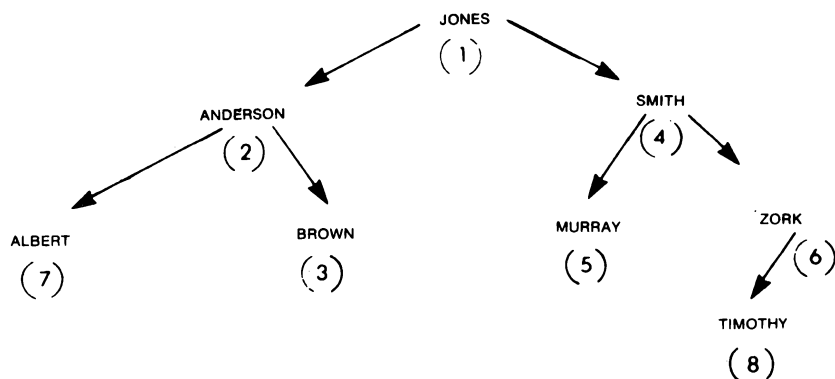 JONES
(1)
ANDERSON
(2)
SMITH
(4)
ALBERT
(7)
BROWN
(3)
MURRAY
(5)
ZORK
(6)
TIMOTHY
(8)